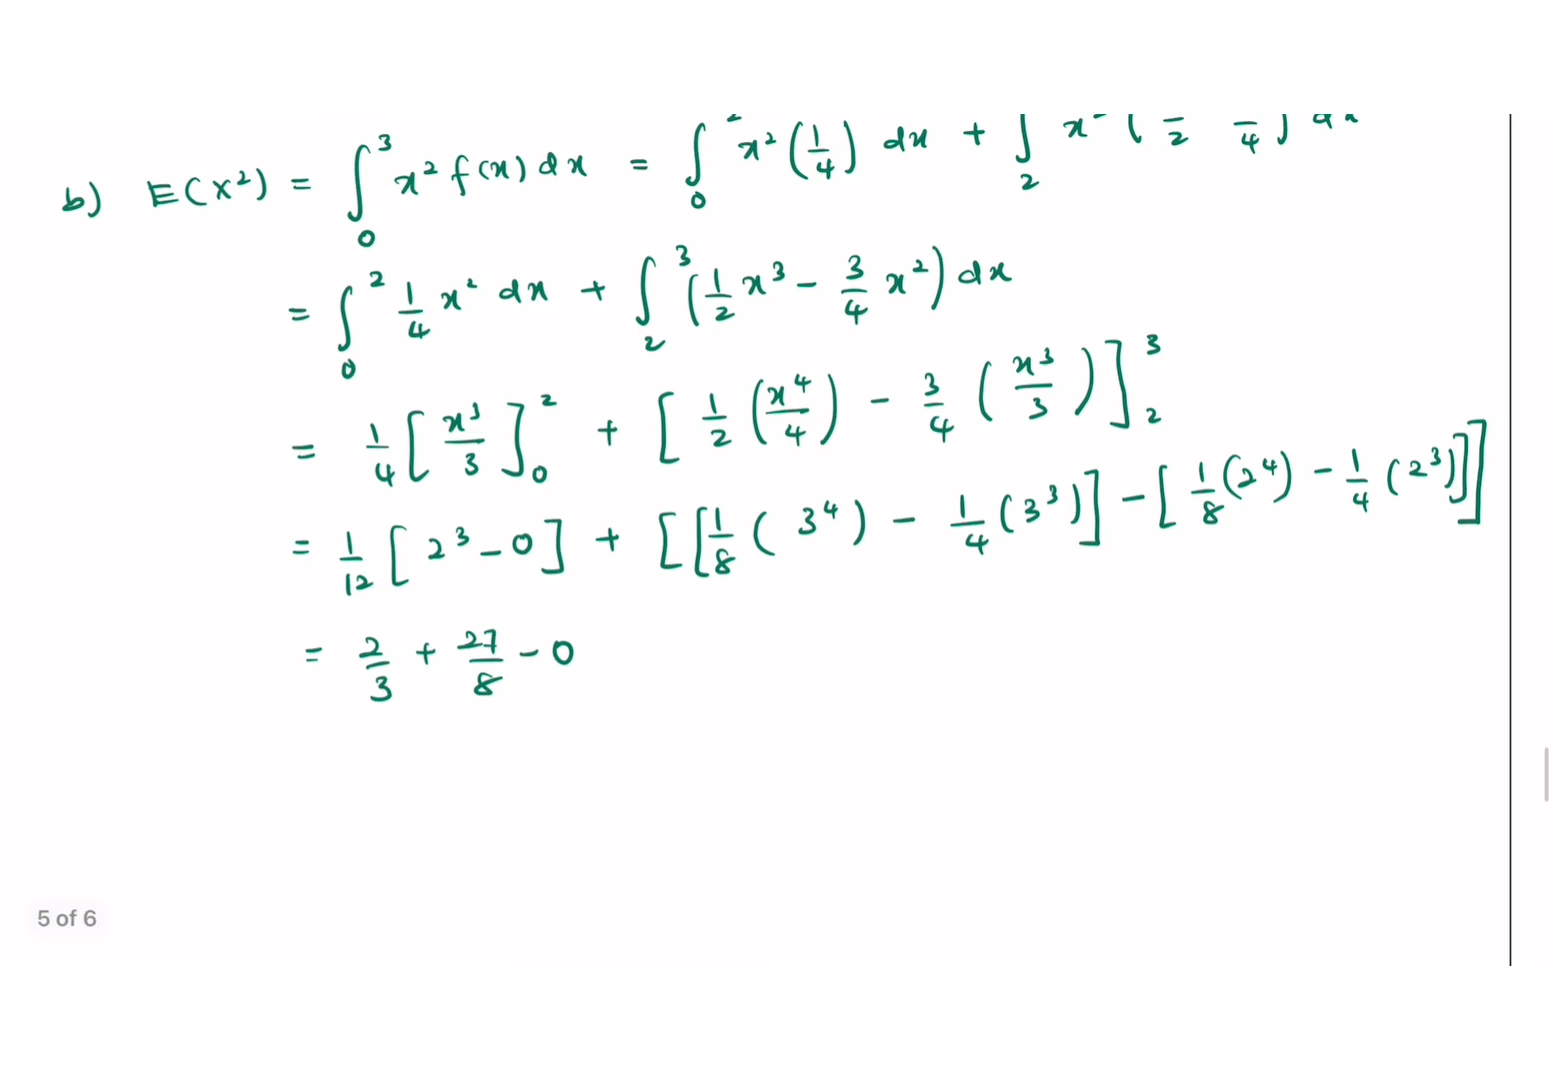 b) E(X²) = ∫₀³ x² f(x) dx = ∫₀² x² (1/4) dx + ∫₂ x² (
= ∫₀² 1/4 x² dx + ∫₂³ (1/2 x³ - 3/4 x²) dx
= 1/4 [x³/3]₀² + [1/2 (x⁴/4) - 3/4 (x³/3)]₂³
= 1/12 [2³ - 0] + [[1/8 (3⁴) - 1/4 (3³)] - [1/8 (2⁴) - 1/4 (2³)]]
= 2/3 + 27/8 - 0
5 of 6